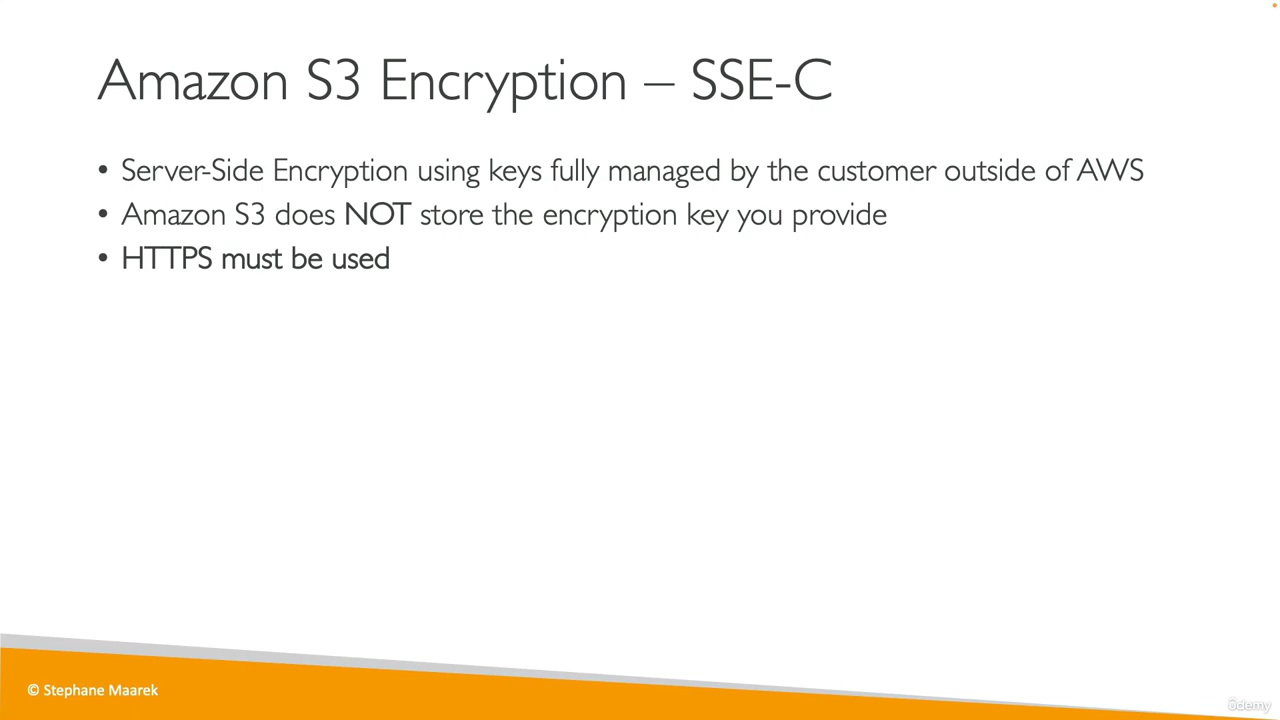 Amazon S3 Encryption – SSE-C
• Server-Side Encryption using keys fully managed by the customer outside of AWS
• Amazon S3 does NOT store the encryption key you provide
• HTTPS must be used
© Stephane Maarek
ûdemy